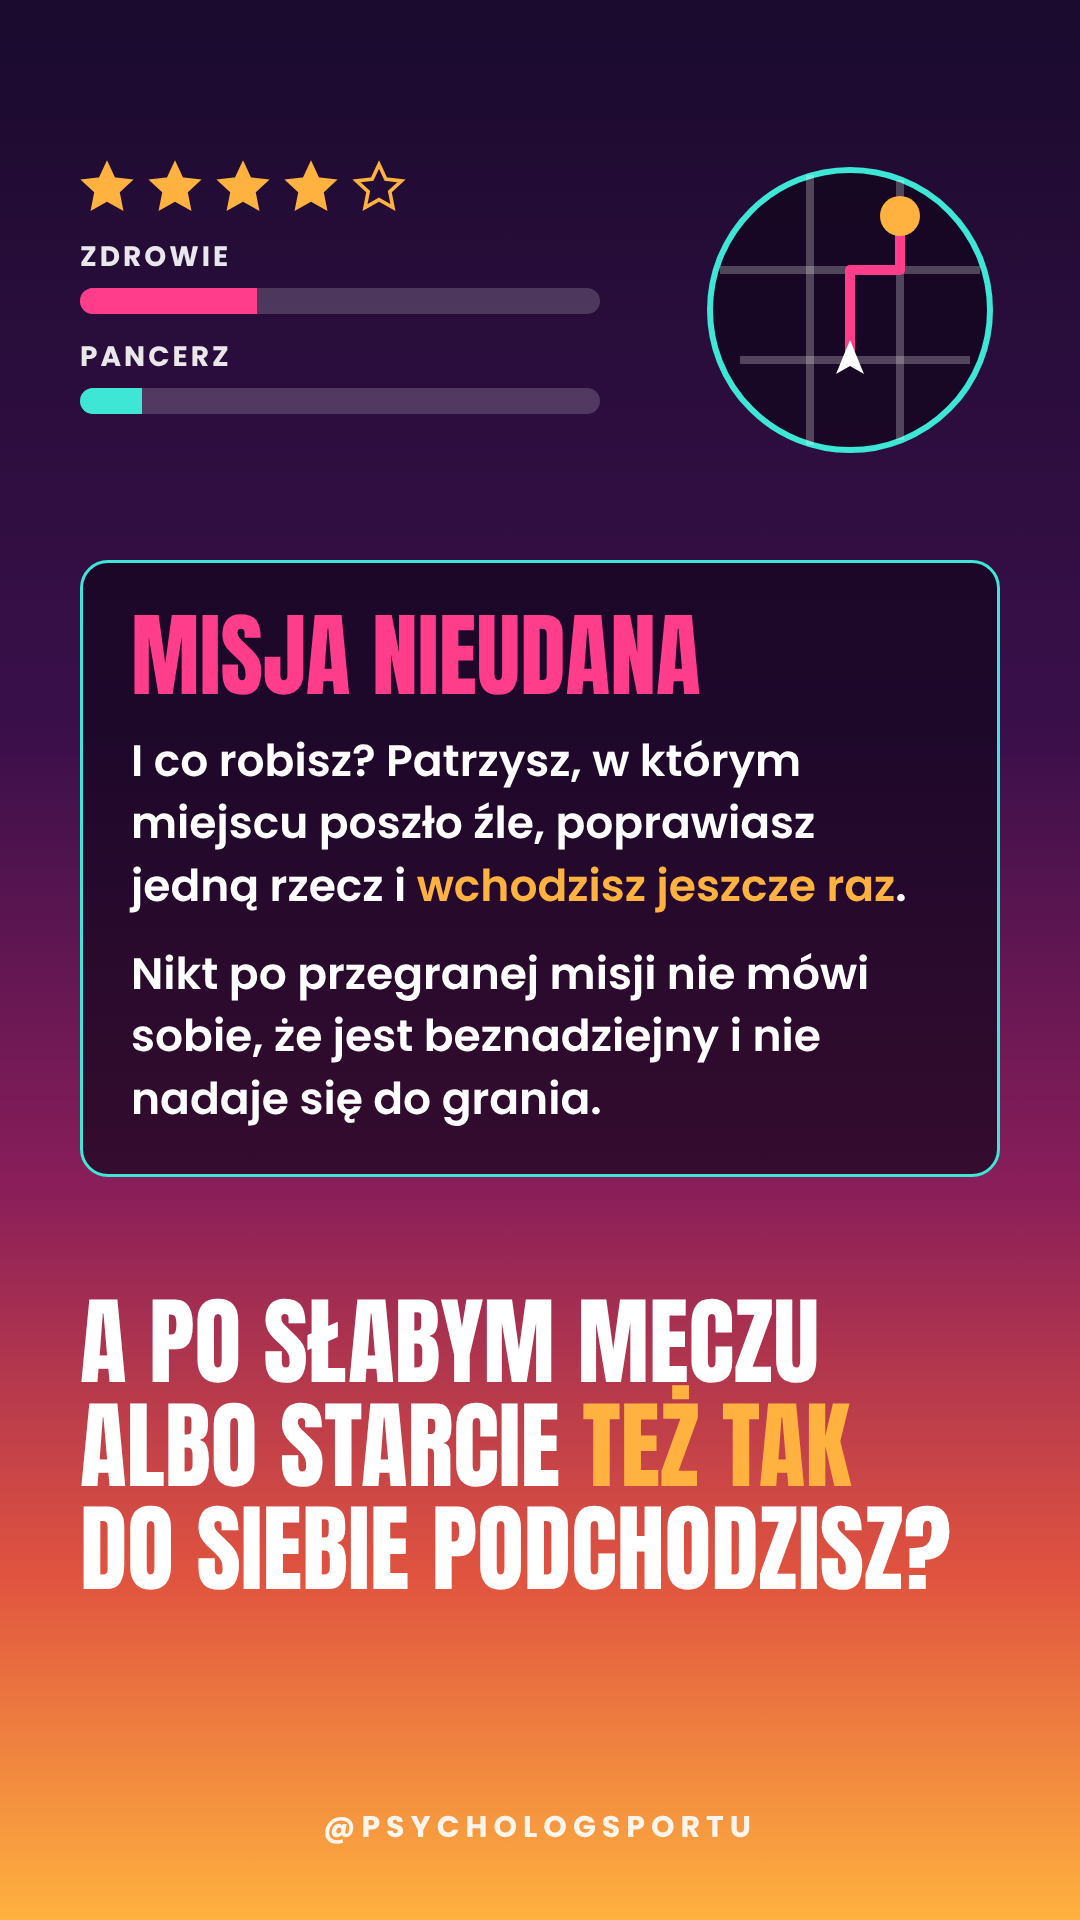 ZDROWIE
PANCERZ
MISJA NIEUDANA
I co robisz? Patrzysz, w którym
miejscu poszło źle, poprawiasz
jedną rzecz i wchodzisz jeszcze raz.
Nikt po przegranej misji nie mówi
sobie, że jest beznadziejny i nie
nadaje się do grania.
A PO SŁABYM MECZU
ALBO STARCIE TEŻ TAK
DO SIEBIE PODCHODZISZ?
@PSYCHOLOGSPORTU